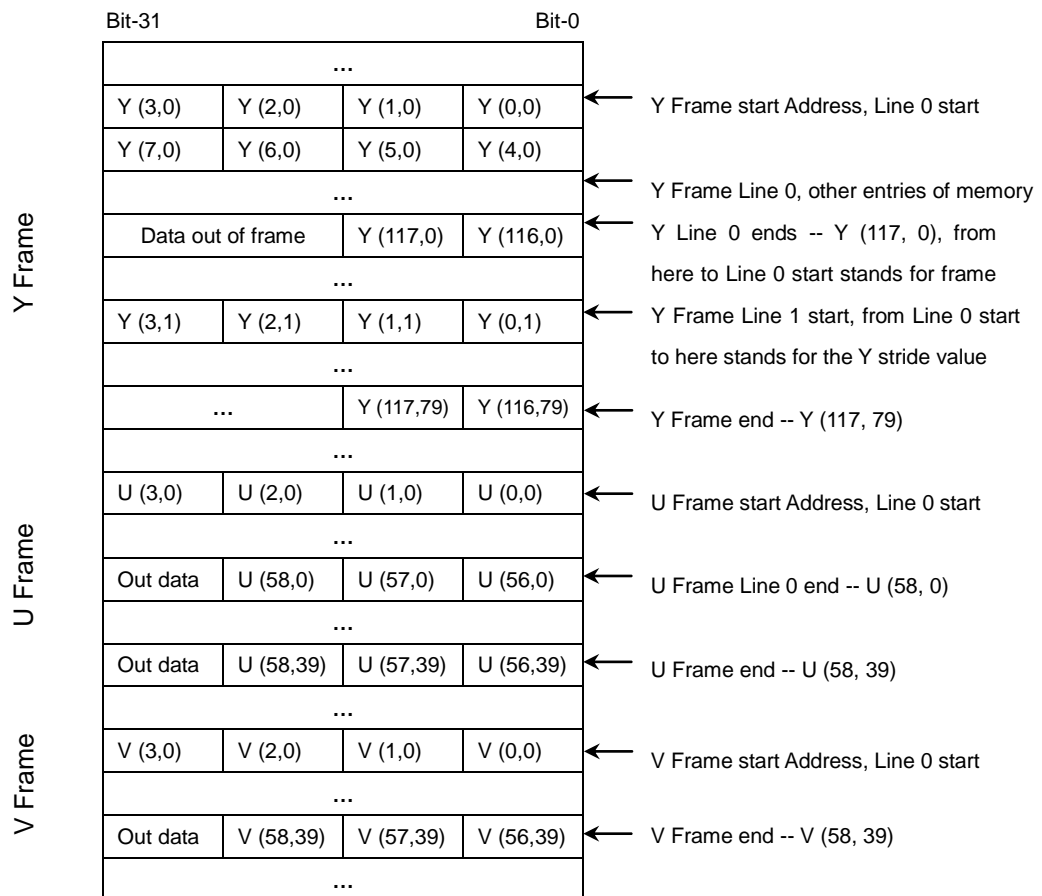 Bit-31 Bit-0
...
Y (3,0) Y (2,0) Y (1,0) Y (0,0) Y Frame start Address, Line 0 start
Y (7,0) Y (6,0) Y (5,0) Y (4,0)
... Y Frame Line 0, other entries of memory
Data out of frame Y (117,0) Y (116,0) Y Line 0 ends -- Y (117, 0), from
... here to Line 0 start stands for frame
Y (3,1) Y (2,1) Y (1,1) Y (0,1) Y Frame Line 1 start, from Line 0 start
... to here stands for the Y stride value
... Y (117,79) Y (116,79) Y Frame end -- Y (117, 79)
Y Frame
...
U (3,0) U (2,0) U (1,0) U (0,0) U Frame start Address, Line 0 start
...
Out data U (58,0) U (57,0) U (56,0) U Frame Line 0 end -- U (58, 0)
...
Out data U (58,39) U (57,39) U (56,39) U Frame end -- U (58, 39)
U Frame
...
V (3,0) V (2,0) V (1,0) V (0,0) V Frame start Address, Line 0 start
...
Out data V (58,39) V (57,39) V (56,39) V Frame end -- V (58, 39)
V Frame
...